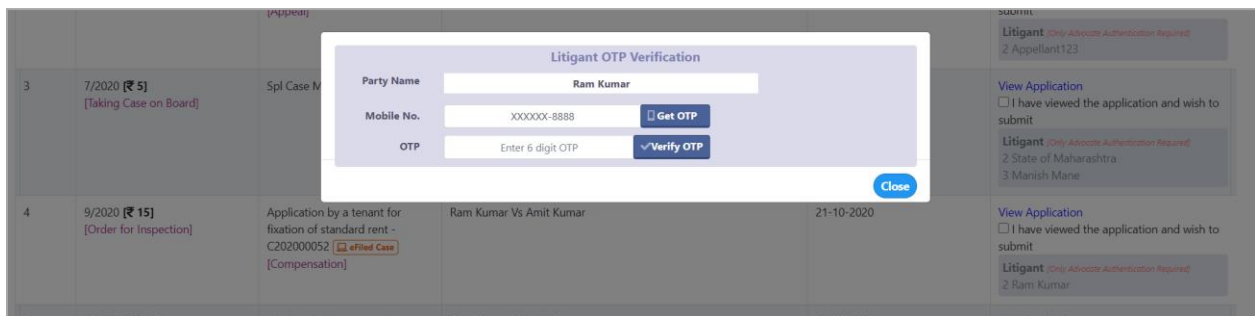 [Appeal]
submit
Litigant [Only Advocate Authentication Required]
2 Appellant123
Litigant OTP Verification
Party Name
Ram Kumar
Mobile No.
XXXXXX-8888
Get OTP
OTP
Enter 6 digit OTP
Verify OTP
Close
3
7/2020 [₹ 5]
[Taking Case on Board]
Spl Case M
View Application
I have viewed the application and wish to
submit
Litigant [Only Advocate Authentication Required]
2 State of Maharashtra
3 Manish Mane
4
9/2020 [₹ 15]
[Order for Inspection]
Application by a tenant for
fixation of standard rent -
C202000052 eFiled Case
[Compensation]
Ram Kumar Vs Amit Kumar
21-10-2020
View Application
I have viewed the application and wish to
submit
Litigant [Only Advocate Authentication Required]
2 Ram Kumar